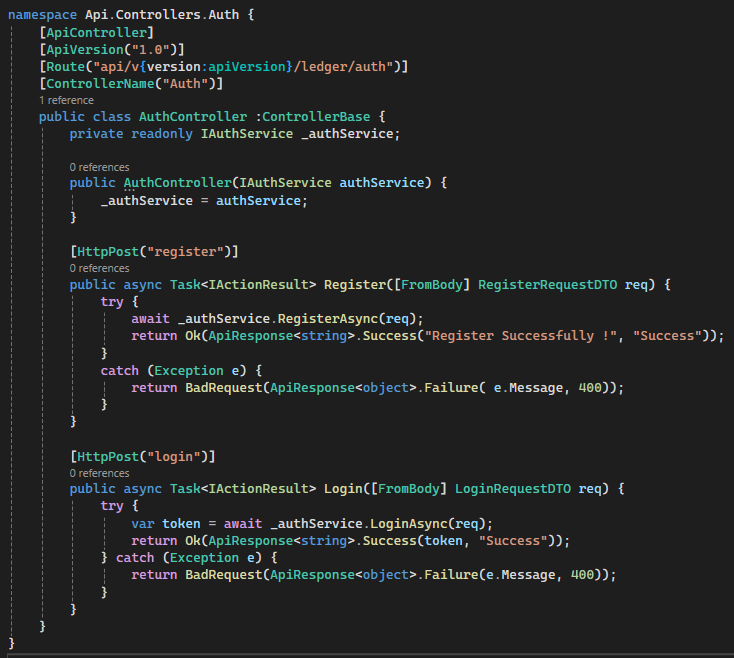 namespace Api.Controllers.Auth {
[ApiController]
[ApiVersion("1.0")]
[Route("api/v{version:apiVersion}/ledger/auth")]
[ControllerName("Auth")]
1 reference
public class AuthController :ControllerBase {
private readonly IAuthService _authService;
0 references
public AuthController(IAuthService authService) {
_authService = authService;
}
[HttpPost("register")]
0 references
public async Task<IActionResult> Register([FromBody] RegisterRequestDTO req) {
try {
await _authService.RegisterAsync(req);
return Ok(ApiResponse<string>.Success("Register Successfully !", "Success"));
}
catch (Exception e) {
return BadRequest(ApiResponse<object>.Failure( e.Message, 400));
}
}
[HttpPost("login")]
0 references
public async Task<IActionResult> Login([FromBody] LoginRequestDTO req) {
try {
var token = await _authService.LoginAsync(req);
return Ok(ApiResponse<string>.Success(token, "Success"));
} catch (Exception e) {
return BadRequest(ApiResponse<object>.Failure(e.Message, 400));
}
}
}
}